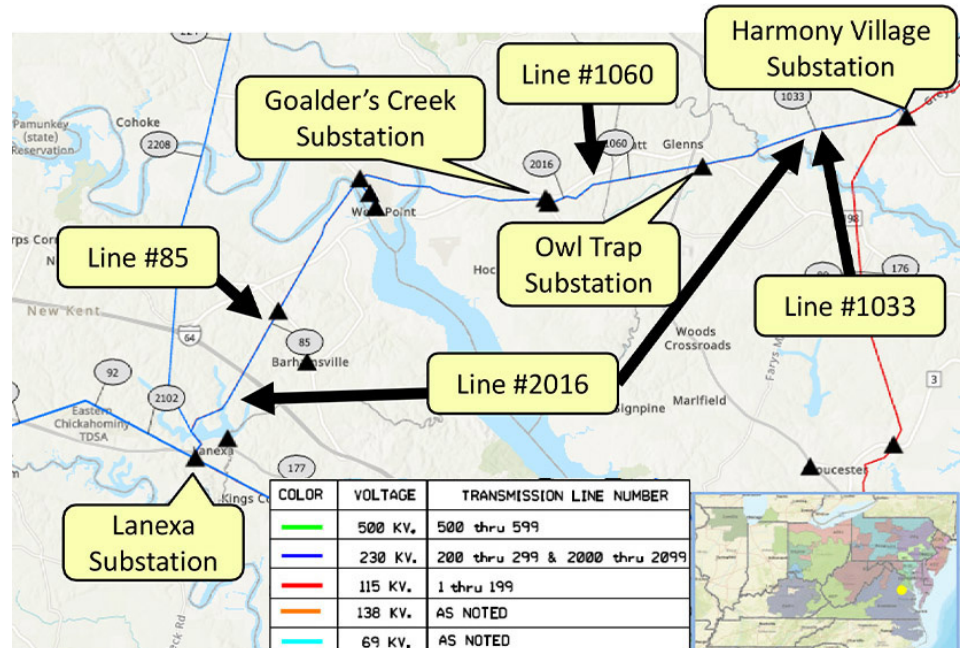 Harmony Village
Substation
Line #1060
Goalder's Creek
Substation
1033
Pamunkey
(state)
Reservation
Cohoke
2208
2016
1060
Glenns
Owl Trap
Substation
Line #85
New Kent
64
98
176
Line #1033
Woods
Crossroads
85
92
2102
Line #2016
Marlfield
3
Eastern
Chickahominy
TDSA
177
Lanexa
Substation
COLOR VOLTAGE TRANSMISSION LINE NUMBER
500 KV. 500 thru 599
230 KV. 200 thru 299 & 2000 thru 2099
115 KV. 1 thru 199
138 KV. AS NOTED
69 KV. AS NOTED